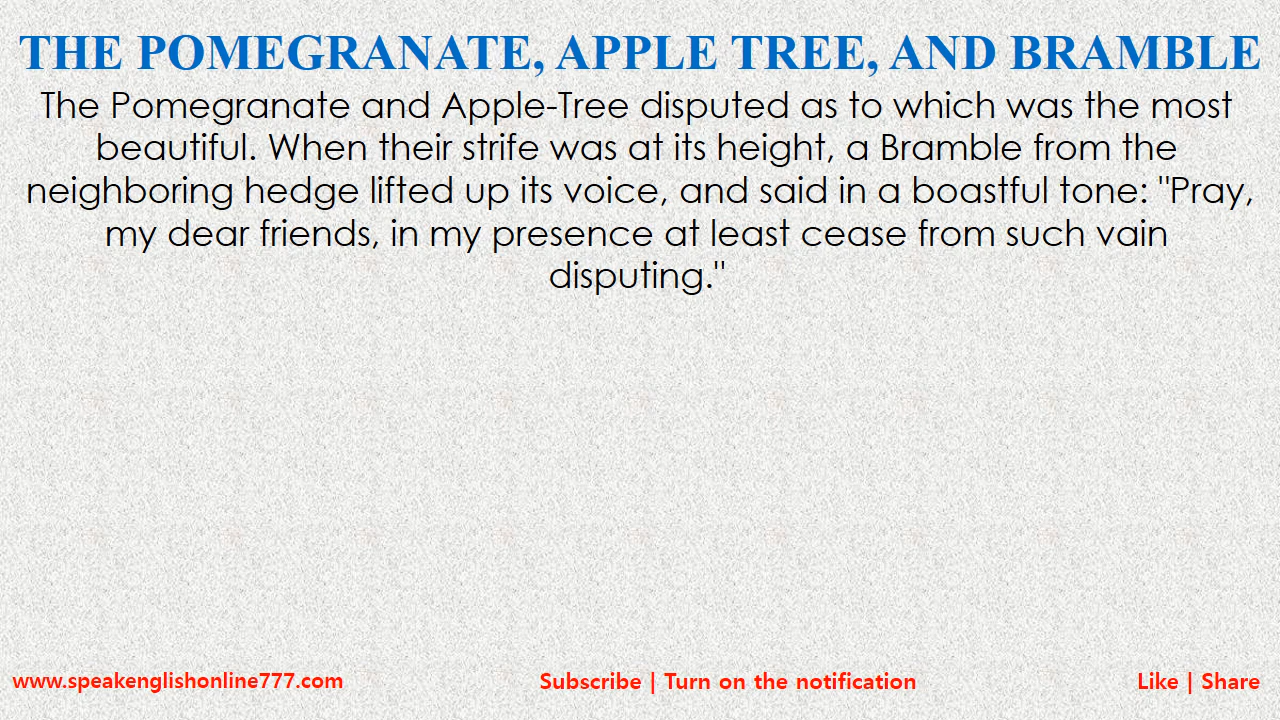 THE POMEGRANATE, APPLE TREE, AND BRAMBLE
The Pomegranate and Apple-Tree disputed as to which was the most
beautiful. When their strife was at its height, a Bramble from the
neighboring hedge lifted up its voice, and said in a boastful tone: "Pray,
my dear friends, in my presence at least cease from such vain
disputing."
www.speakenglishonline777.com
Subscribe | Turn on the notification
Like | Share